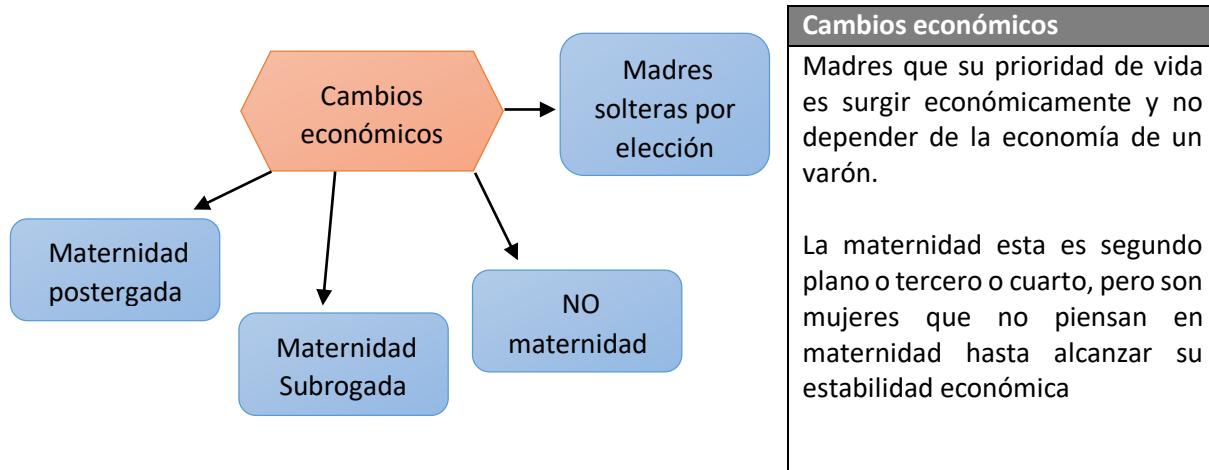 Cambios
económicos
Madres
solteras por
elección
Maternidad
postergada
Maternidad
Subrogada
NO
maternidad
Cambios económicos
Madres que su prioridad de vida
es surgir económicamente y no
depender de la economía de un
varón.
La maternidad esta es segundo
plano o tercero o cuarto, pero son
mujeres que no piensan en
maternidad hasta alcanzar su
estabilidad económica